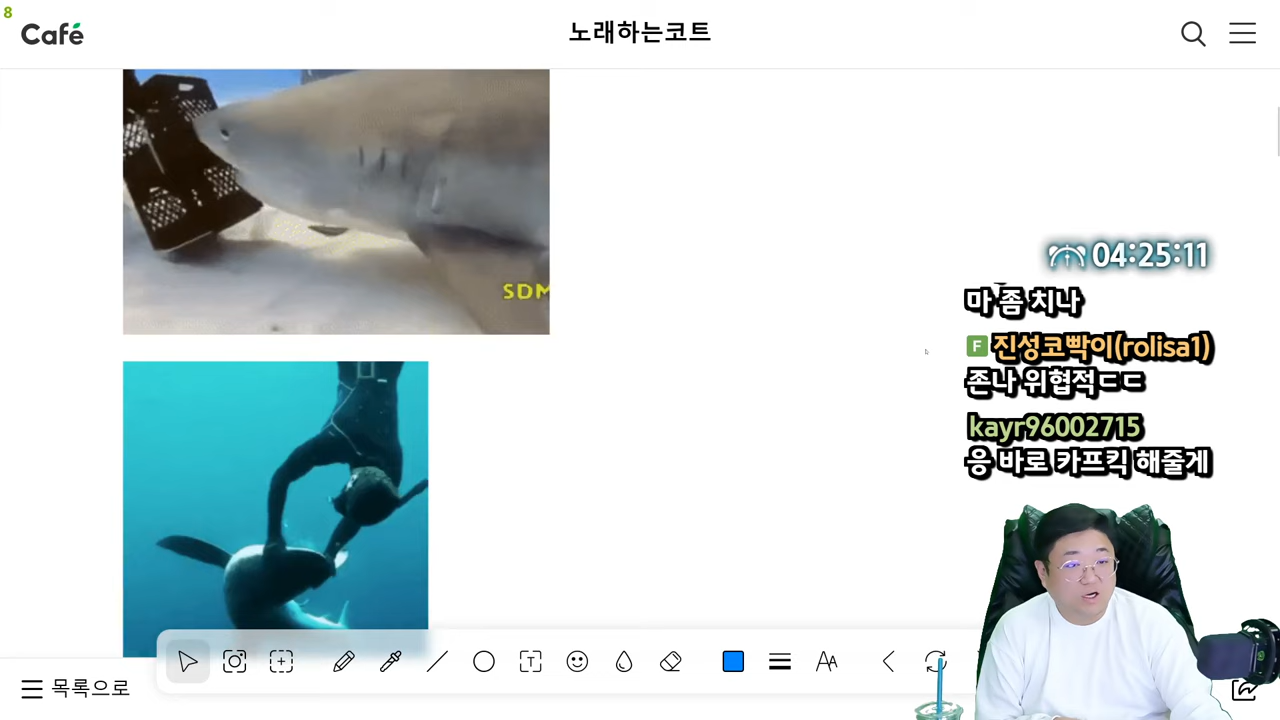 8
Café
노래하는코트
SDM
04:25:11
마 좀 치나
F 진성코빡이(rolisa1)
존나 위협적ㄷㄷ
kayr96002715
응 바로 카프킥 해줄게
T
AA
목록으로